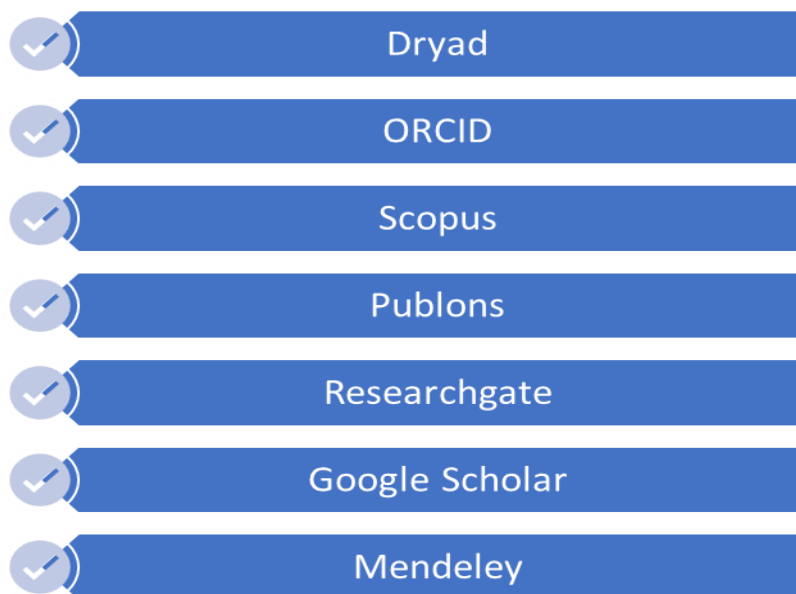 Dryad
ORCID
Scopus
Publons
Researchgate
Google Scholar
Mendeley